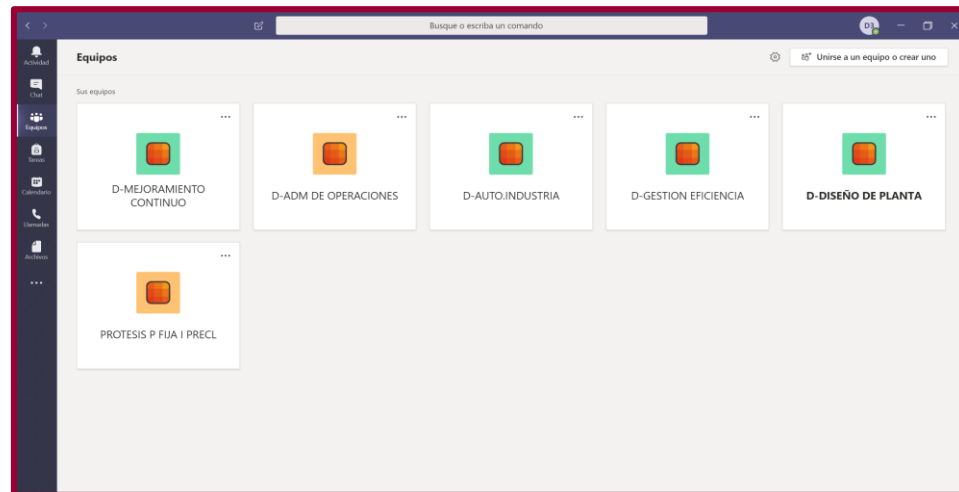 Busque o escriba un comando
D3
Actividad
Equipos
Unirse a un equipo o crear uno
Chat
Sus equipos
Equipos
Tareas
Calendario
Llamadas
Archivos
D-MEJORAMIENTO
CONTINUO
D-ADM DE OPERACIONES
D-AUTO.INDUSTRIA
D-GESTION EFICIENCIA
D-DISEÑO DE PLANTA
PROTESIS P FIJA I PRECL